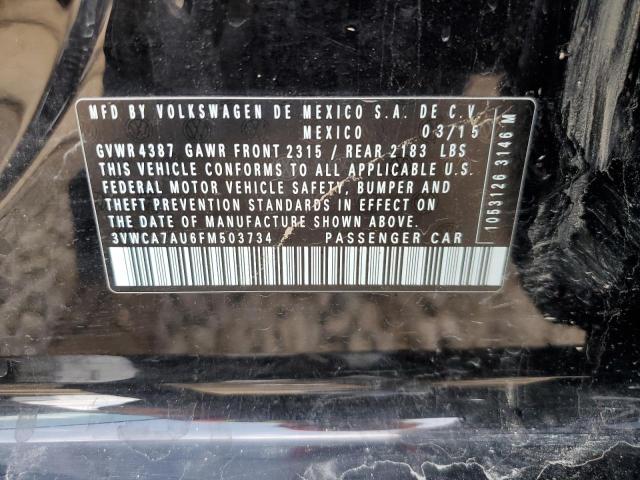 MFD BY VOLKSWAGEN DE MEXICO S.A. DE C.V.
MEXICO 03/15
GVWR 4387 GAWR FRONT 2315 / REAR 2183 LBS
THIS VEHICLE CONFORMS TO ALL APPLICABLE U.S.
FEDERAL MOTOR VEHICLE SAFETY, BUMPER AND
THEFT PREVENTION STANDARDS IN EFFECT ON
THE DATE OF MANUFACTURE SHOWN ABOVE.
3VWCA7AU6FM503734 PASSENGER CAR
1053126 3146 M